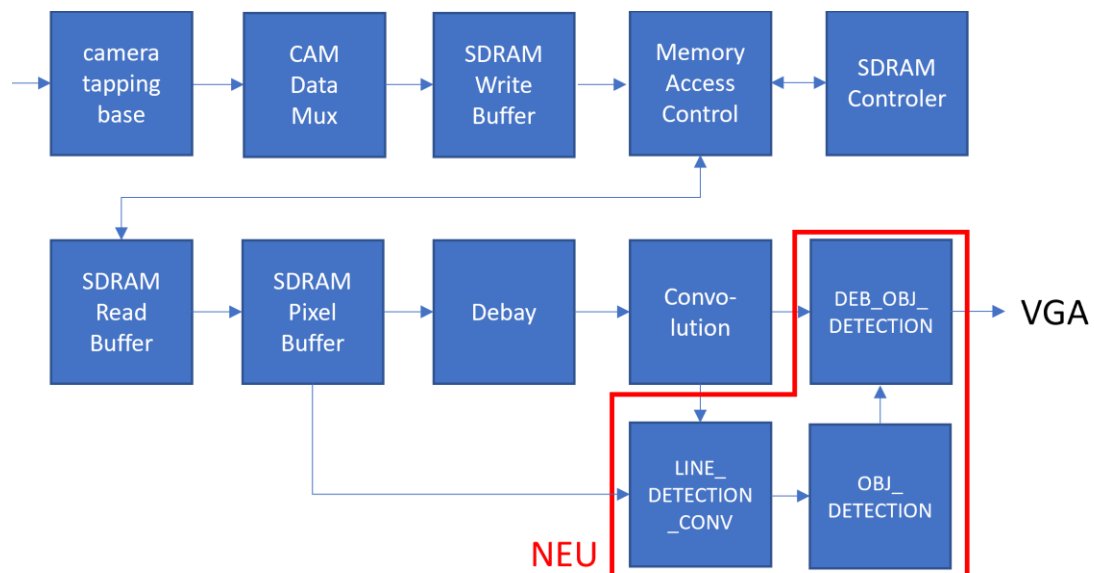 camera
tapping
base
CAM
Data
Mux
SDRAM
Write
Buffer
Memory
Access
Control
SDRAM
Controler
SDRAM
Read
Buffer
SDRAM
Pixel
Buffer
Debay
Convo-
lution
DEB_OBJ_
DETECTION
VGA
LINE_
DETECTION
_CONV
OBJ_
DETECTION
NEU